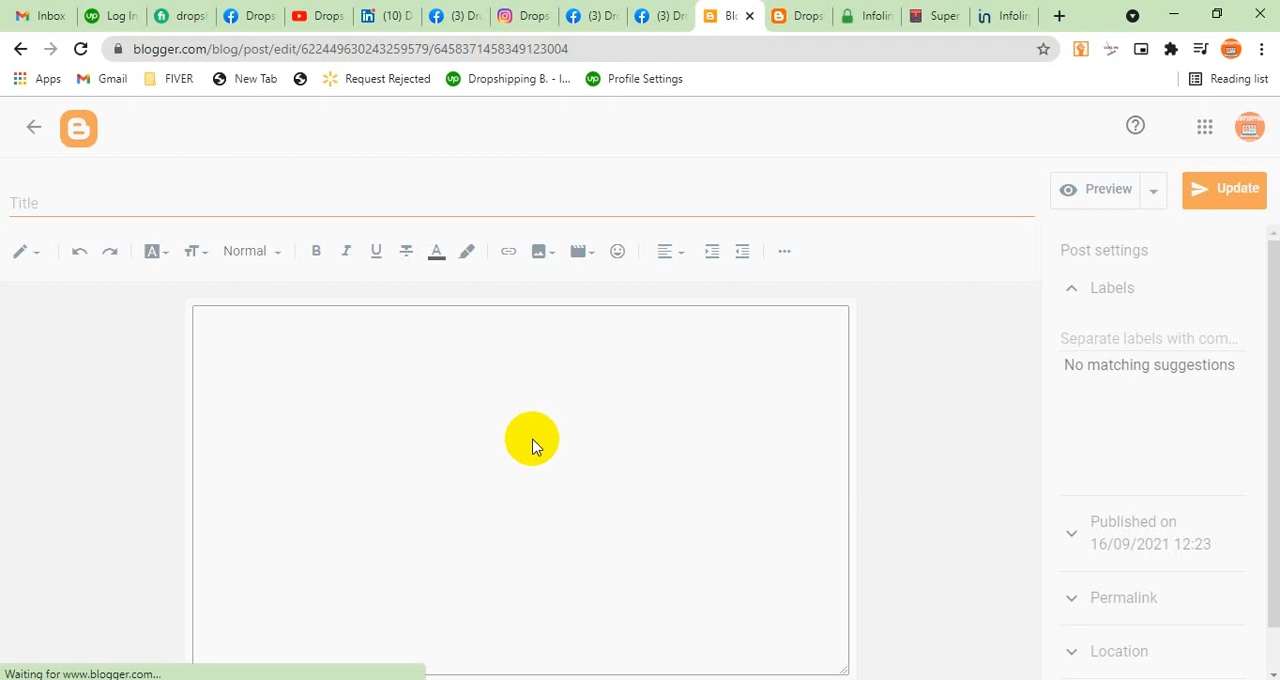 Inbox
Log In
dropsh
Drops
Drops
(10) D
(3) Dr
Drops
(3) Dr
(3) Dr
Blo
Drops
Infolin
Super
Infolin
blogger.com/blog/post/edit/622449630243259579/6458371458349123004
Apps
Gmail
FIVER
New Tab
Request Rejected
Dropshipping B. - I...
Profile Settings
Reading list
Title
Preview
Update
Normal
Post settings
Labels
Separate labels with com...
No matching suggestions
Published on
16/09/2021 12:23
Permalink
Location
Waiting for www.blogger.com...